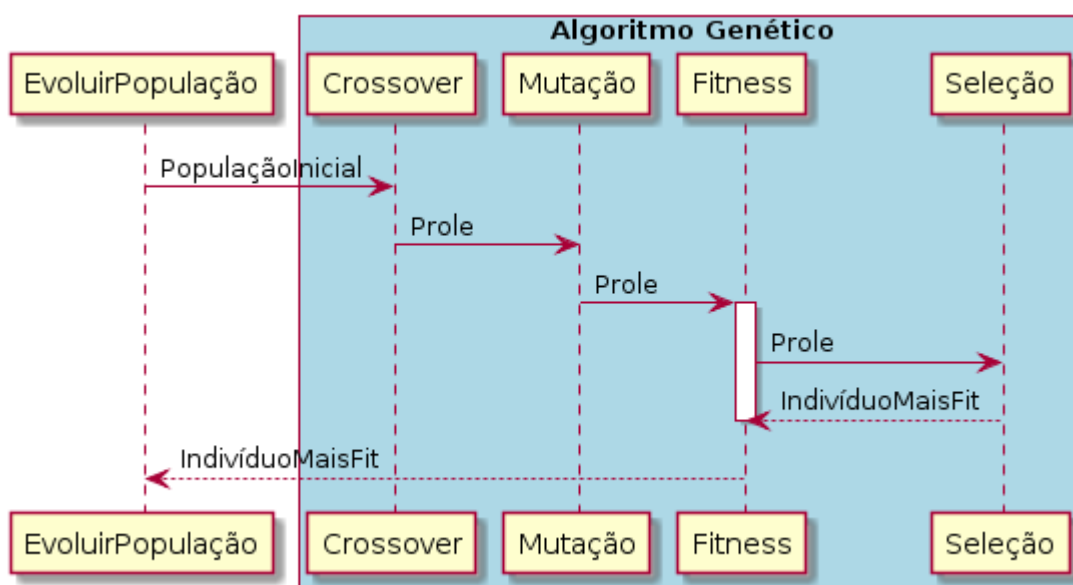 Algoritmo Genético
EvoluirPopulação
Crossover
Mutação
Fitness
Seleção
PopulaçãoInicial
Prole
Prole
Prole
IndivíduoMaisFit
IndivíduoMaisFit
EvoluirPopulação
Crossover
Mutação
Fitness
Seleção